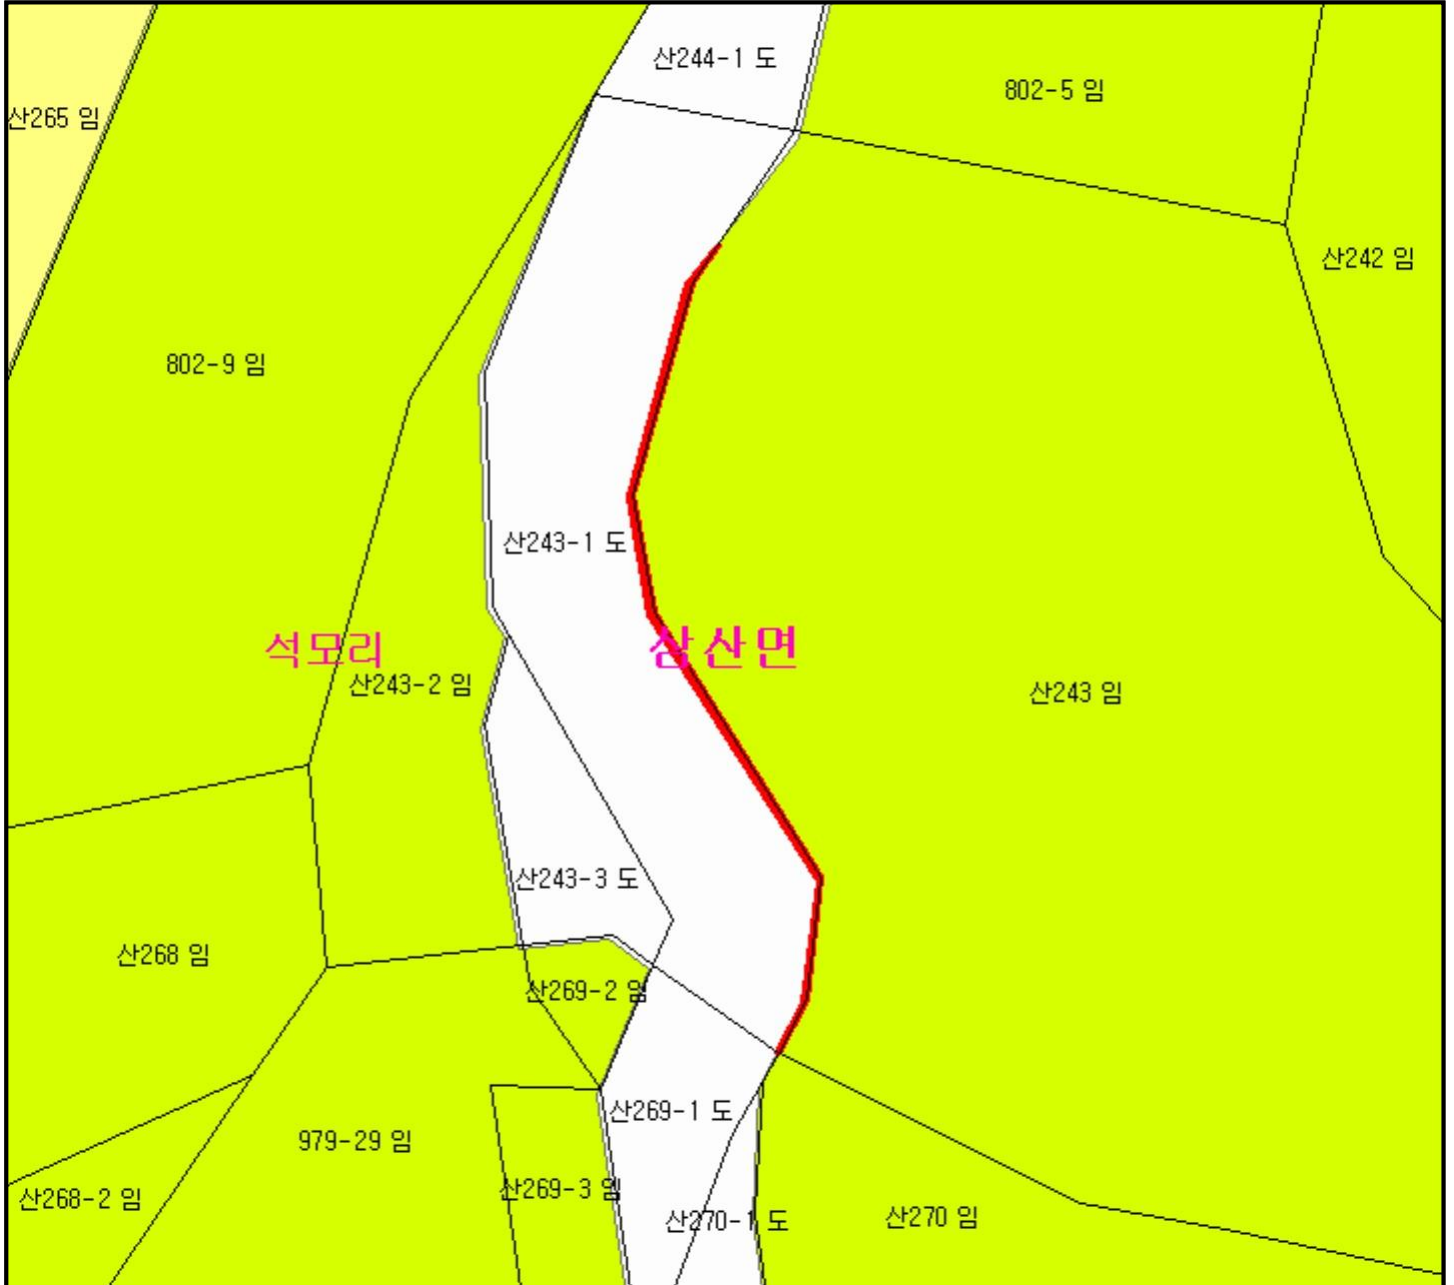 산244-1 도
802-5 임
산265 임
산242 임
802-9 임
산243-1 도
석모리
삼산면
산243-2 임
산243 임
산243-3 도
산268 임
산269-2 임
산269-1 도
979-29 임
산269-3 임
산268-2 임
산270-1 도
산270 임